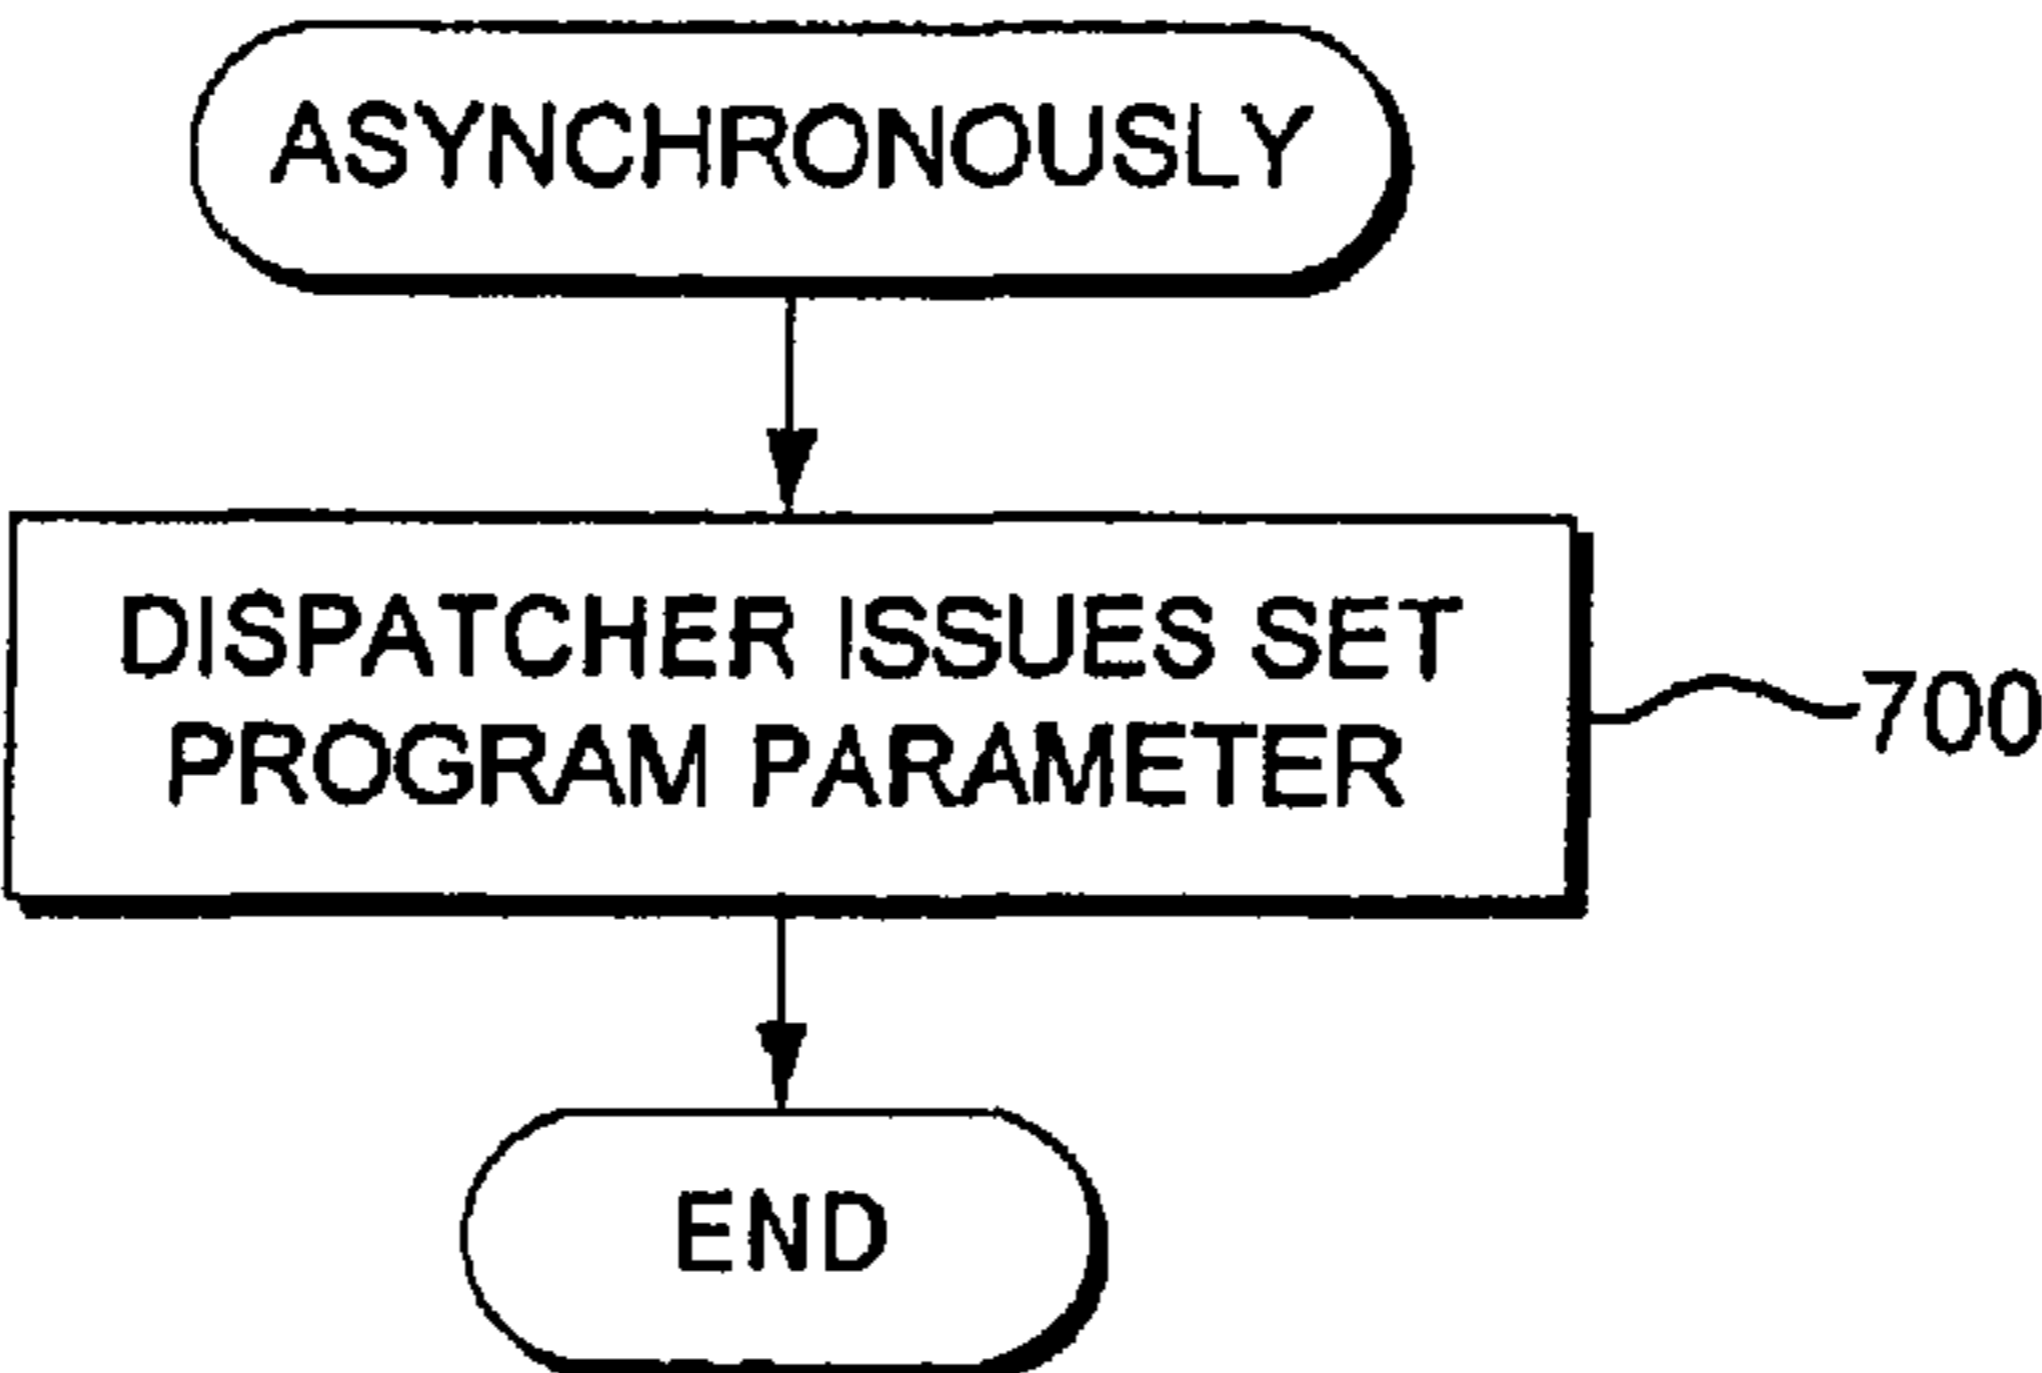 ASYNCHRONOUSLY
DISPATCHER ISSUES SET
PROGRAM PARAMETER
700
END